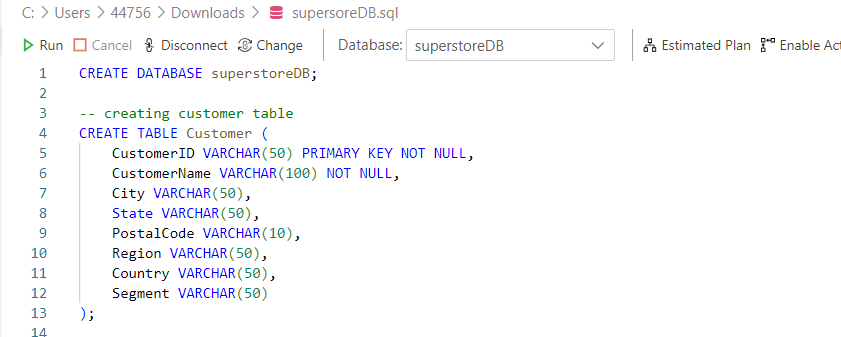 C: > Users > 44756 > Downloads > supersoreDB.sql
Run Cancel Disconnect Change Database: superstoreDB Estimated Plan Enable Act
1 CREATE DATABASE superstoreDB;
2
3 -- creating customer table
4 CREATE TABLE Customer (
5 CustomerID VARCHAR(50) PRIMARY KEY NOT NULL,
6 CustomerName VARCHAR(100) NOT NULL,
7 City VARCHAR(50),
8 State VARCHAR(50),
9 PostalCode VARCHAR(10),
10 Region VARCHAR(50),
11 Country VARCHAR(50),
12 Segment VARCHAR(50)
13 );
14